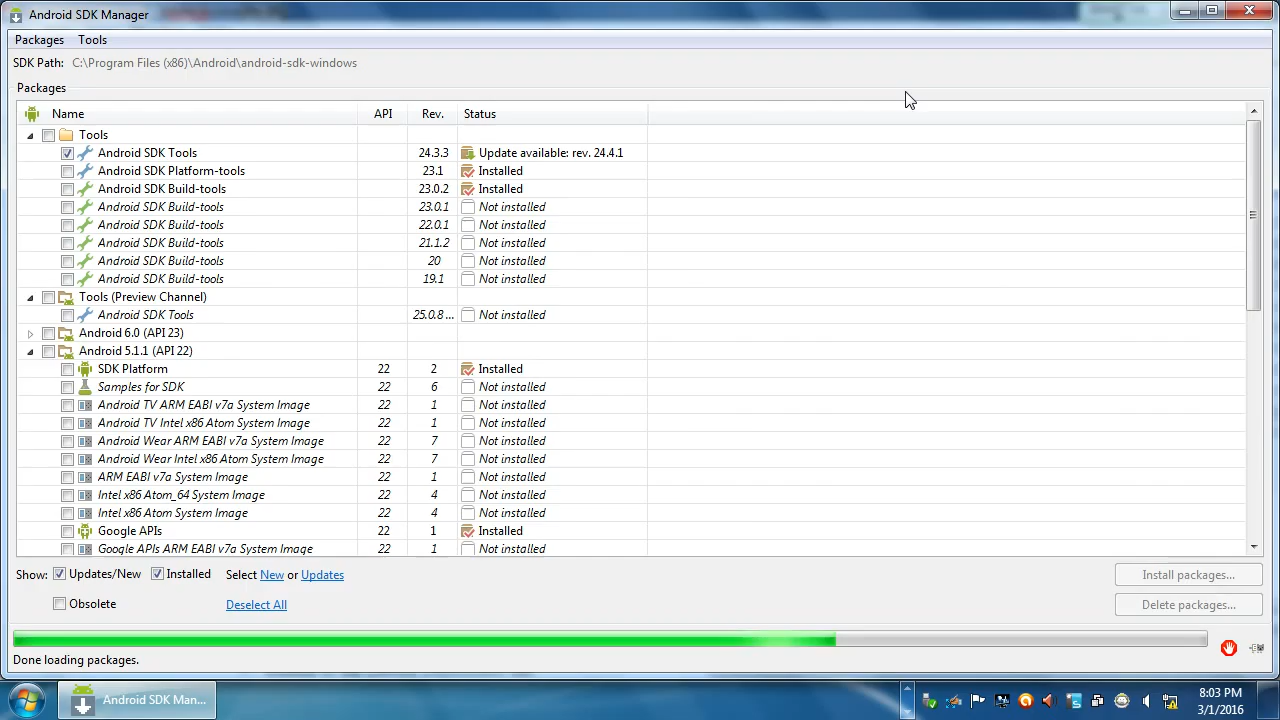 Android SDK Manager
Packages Tools
SDK Path: C:\Program Files (x86)\Android\android-sdk-windows
Packages
Name API Rev. Status
Tools
Android SDK Tools 24.3.3 Update available: rev. 24.4.1
Android SDK Platform-tools 23.1 Installed
Android SDK Build-tools 23.0.2 Installed
Android SDK Build-tools 23.0.1 Not installed
Android SDK Build-tools 22.0.1 Not installed
Android SDK Build-tools 21.1.2 Not installed
Android SDK Build-tools 20 Not installed
Android SDK Build-tools 19.1 Not installed
Tools (Preview Channel)
Android SDK Tools 25.0.8 ... Not installed
Android 6.0 (API 23)
Android 5.1.1 (API 22)
SDK Platform 22 2 Installed
Samples for SDK 22 6 Not installed
Android TV ARM EABI v7a System Image 22 1 Not installed
Android TV Intel x86 Atom System Image 22 1 Not installed
Android Wear ARM EABI v7a System Image 22 7 Not installed
Android Wear Intel x86 Atom System Image 22 7 Not installed
ARM EABI v7a System Image 22 1 Not installed
Intel x86 Atom_64 System Image 22 4 Not installed
Intel x86 Atom System Image 22 4 Not installed
Google APIs 22 1 Installed
Google APIs ARM EABI v7a System Image 22 1 Not installed
Show: Updates/New Installed Select New or Updates Install packages...
Obsolete Deselect All Delete packages...
Done loading packages.
Android SDK Man... 8:03 PM
3/1/2016